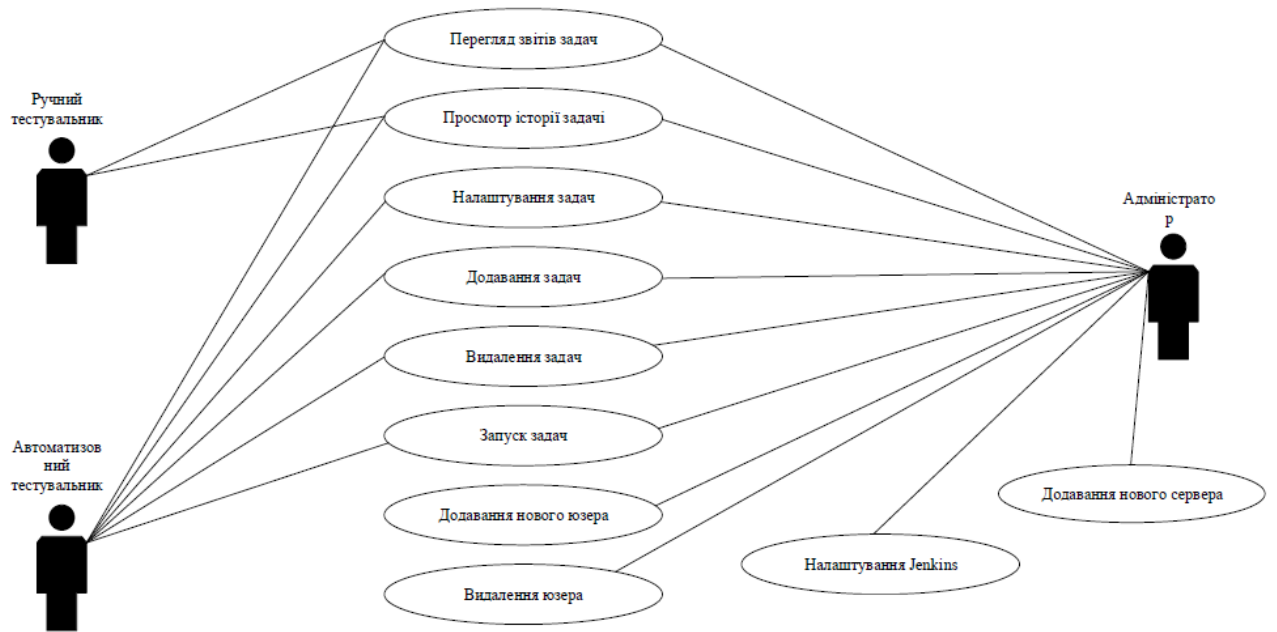 Перегляд звітів задач
Ручний
тестувальник
Просмотр історії задачі
Налаштування задач
Адміністрато
р
Додавання задач
Видалення задач
Запуск задач
Автоматизов
ний
тестувальник
Додавання нового сервера
Додавання нового юзера
Налаштування Jenkins
Видалення юзера